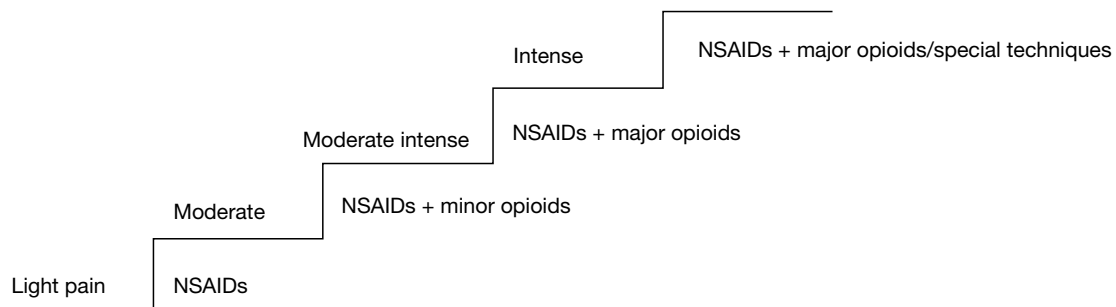 Intense
NSAIDs + major opioids/special techniques
Moderate intense
NSAIDs + major opioids
Moderate
NSAIDs + minor opioids
Light pain
NSAIDs